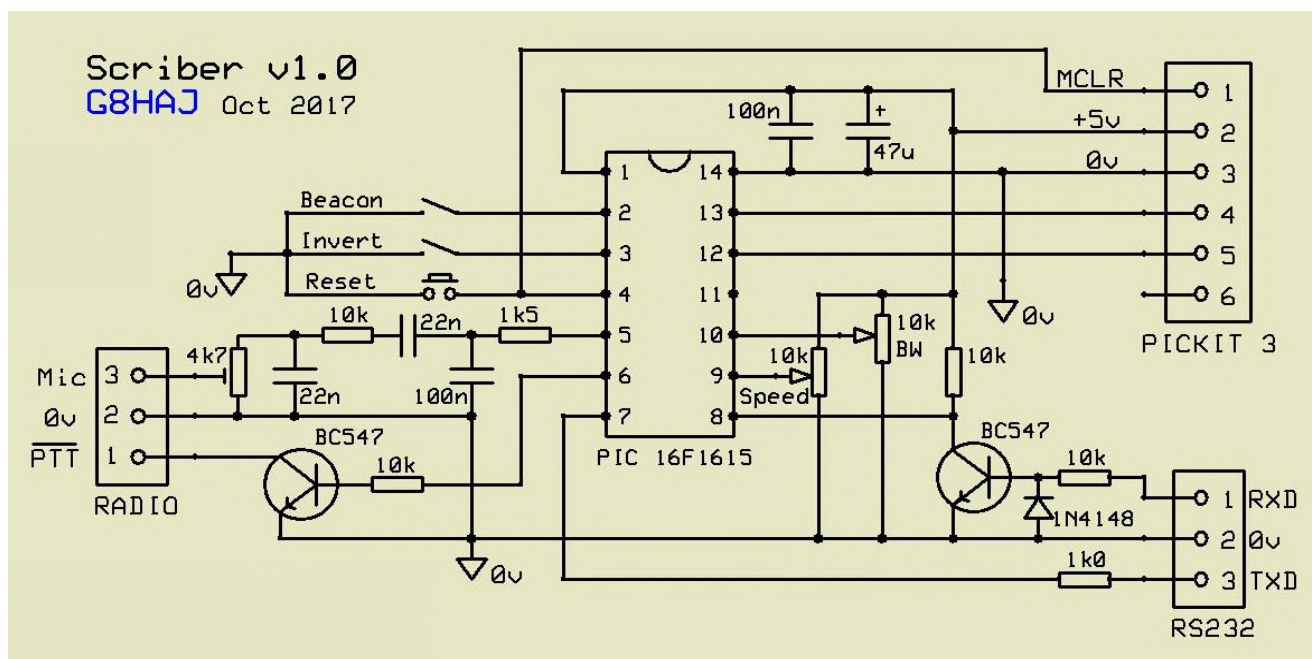 Scriber v1.0
G8HAJ Oct 2017
MCLR
+5v
0v
1
2
3
4
5
6
PICKIT 3
100n
+
47u
Beacon
Invert
Reset
0v
1
2
3
4
5
6
7
14
13
12
11
10
9
8
PIC 16F1615
10k
22n
1k5
4k7
22n
100n
Mic 3
0v 2
PTT 1
RADIO
BC547
10k
0v
10k
BW
10k
Speed
10k
0v
BC547
10k
1N4148
1k0
1 RXD
2 0v
3 TXD
RS232